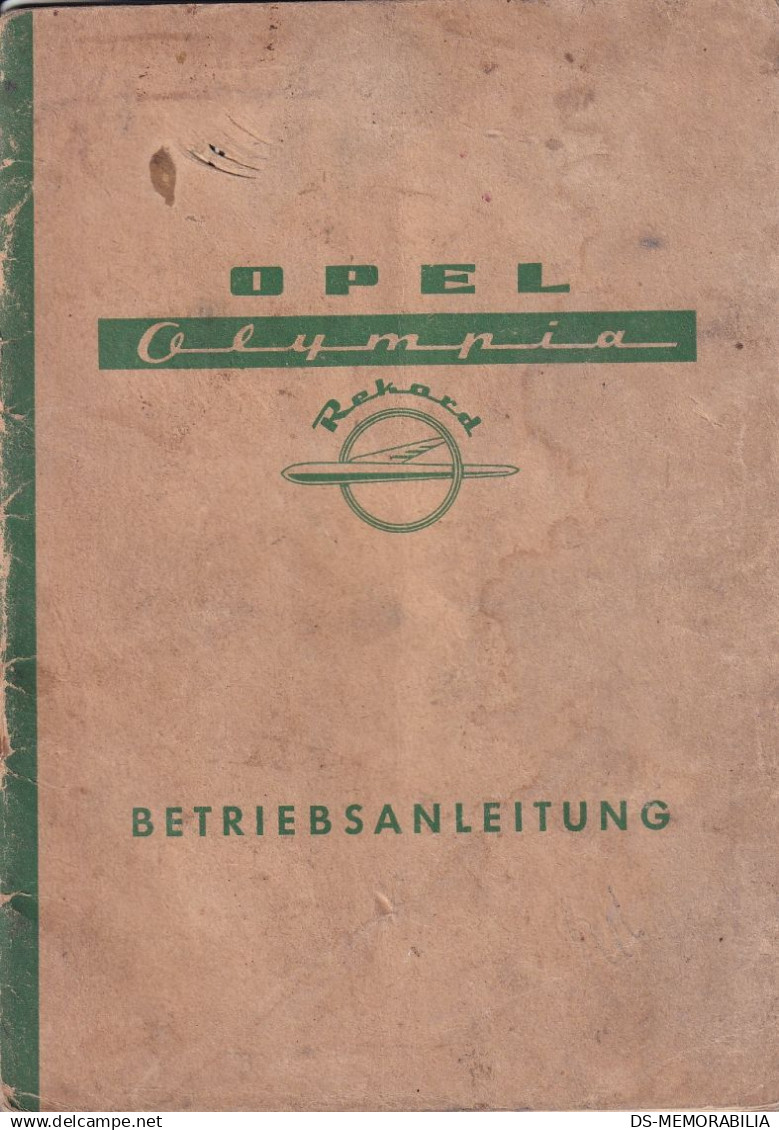 OPEL
Olympia
Rekord
BETRIEBSANLEITUNG
www.delcampe.net
DS-MEMORABILIA